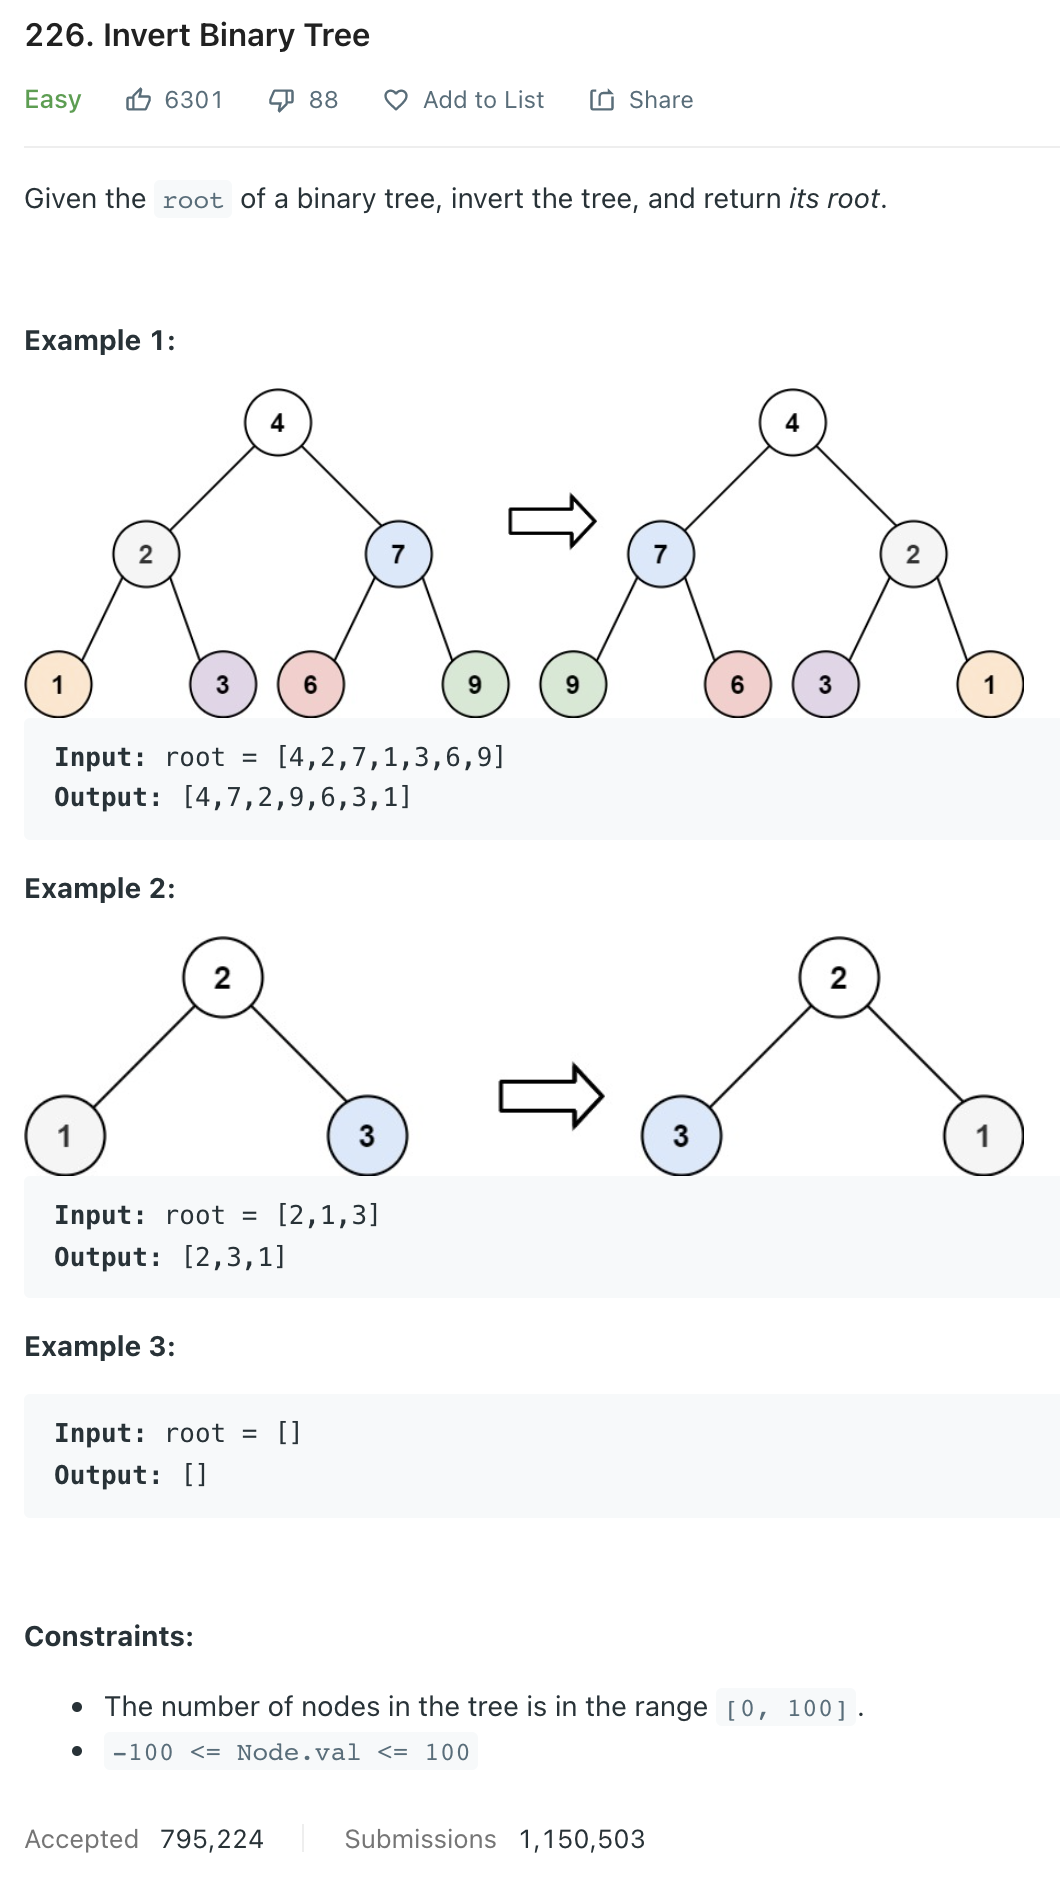 226. Invert Binary Tree
Easy 6301 88 Add to List Share
Given the root of a binary tree, invert the tree, and return its root.
Example 1:
4 4
2 7 7 2
1 3 6 9 9 6 3 1
Input: root = [4,2,7,1,3,6,9]
Output: [4,7,2,9,6,3,1]
Example 2:
2 2
1 3 3 1
Input: root = [2,1,3]
Output: [2,3,1]
Example 3:
Input: root = []
Output: []
Constraints:
• The number of nodes in the tree is in the range [0, 100].
• -100 <= Node.val <= 100
Accepted 795,224 Submissions 1,150,503